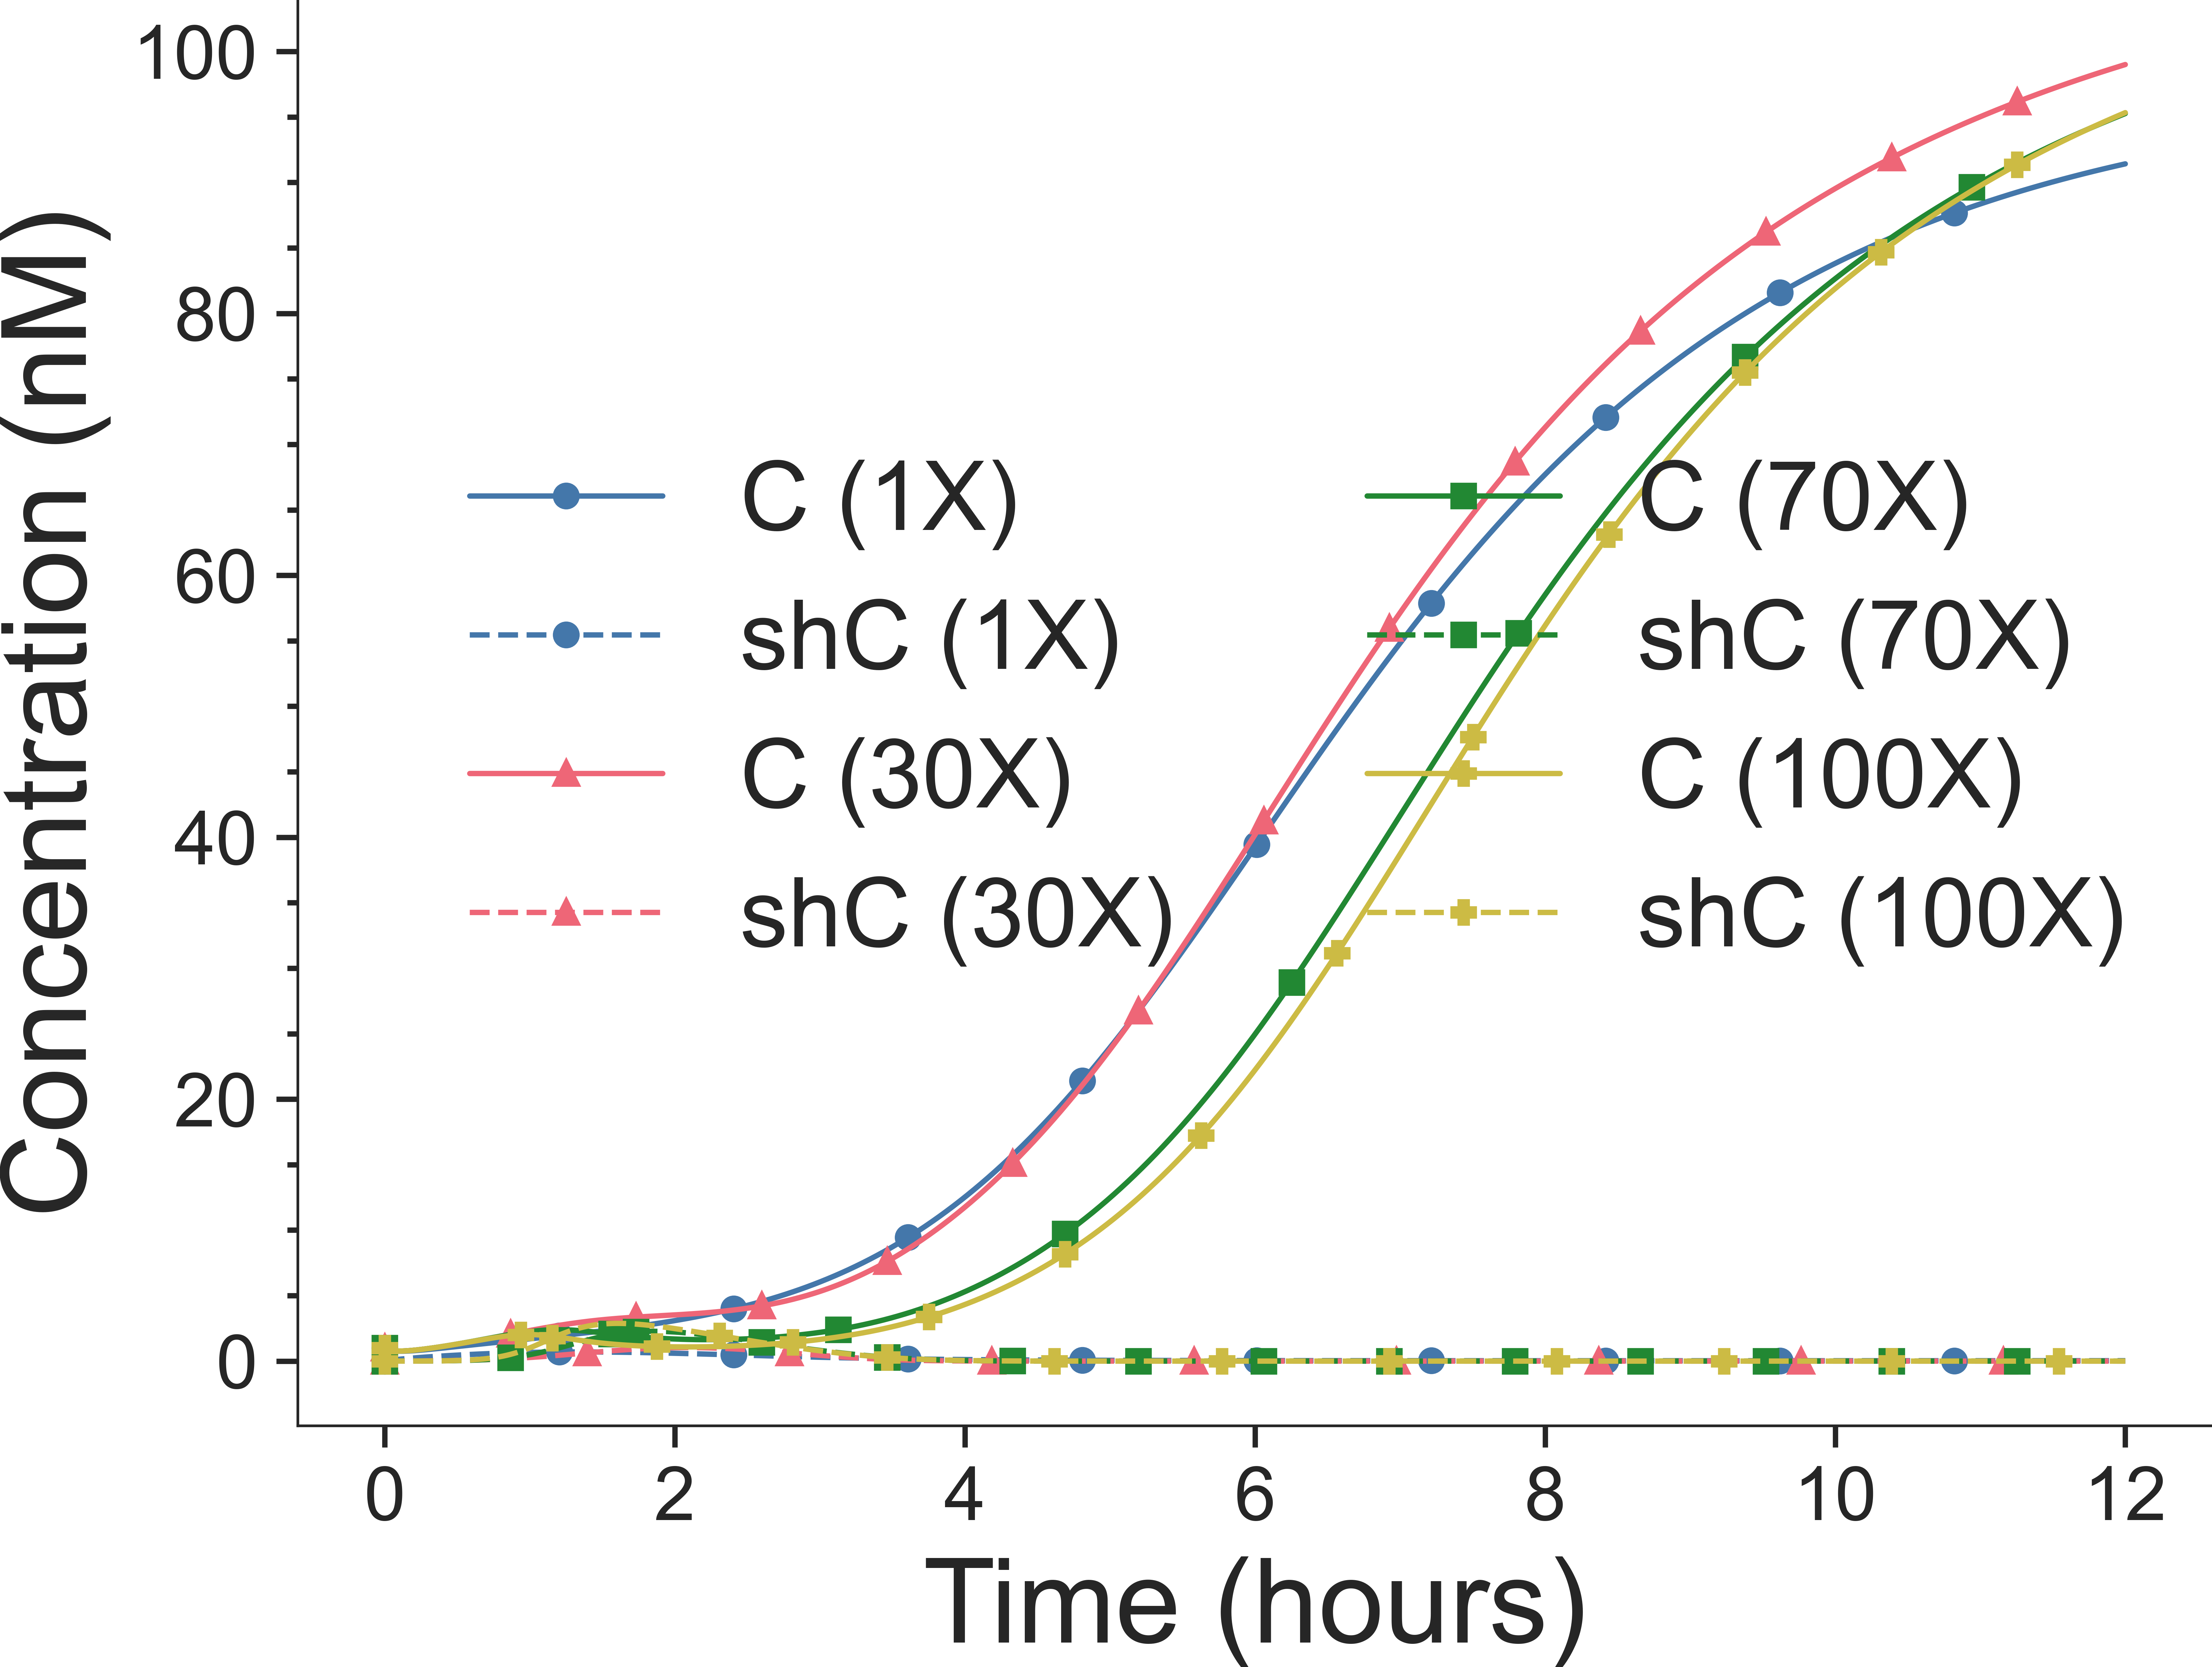 Concentration (nM)
100
80
60
40
20
0
C (1X)
shC (1X)
C (30X)
shC (30X)
C (70X)
shC (70X)
C (100X)
shC (100X)
0 2 4 6 8 10 12
Time (hours)